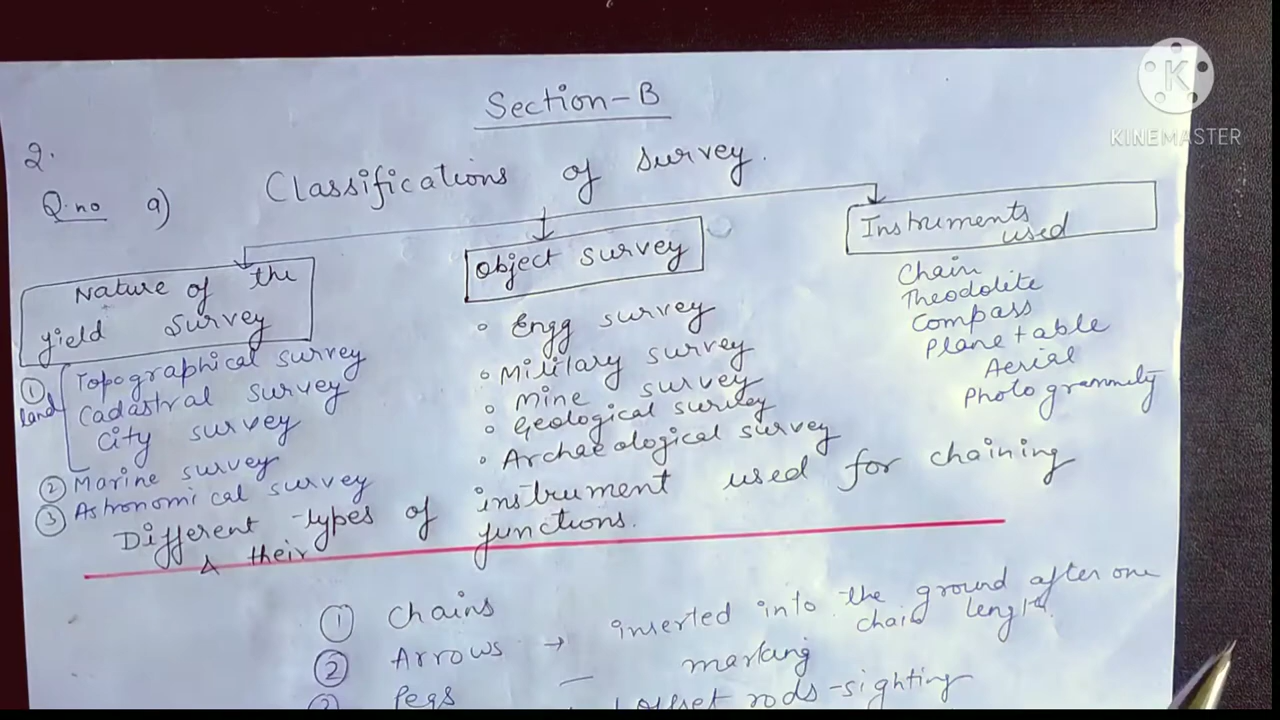 Section-B
2.
Q.no a) Classifications of survey.
Nature of the
yield Survey
object survey
Instruments
used
① land
Topographical survey
Cadastral survey
City survey
② Marine survey
③ Astronomical survey
◦ Engg survey
◦ Military survey
◦ Mine survey
◦ Geological survey
◦ Archaeological survey
Chain
Theodolite
Compass
Plane table
Aerial
Photogrammety
Different types of instrument used for chaining
& their functions.
① Chains
② Arrows → inserted into the ground after one
chain length
Pegs — marking
offset rods-sighting
KINEMASTER